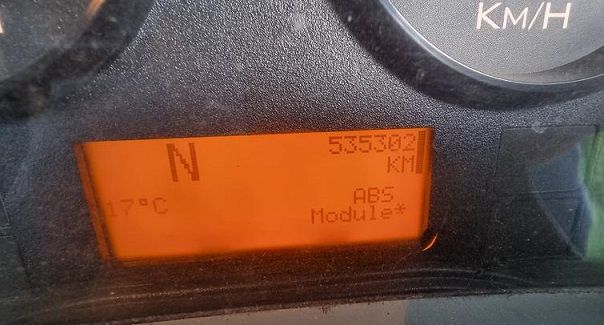 KM/H
535302
N
KM
ABS
17°C
Module*